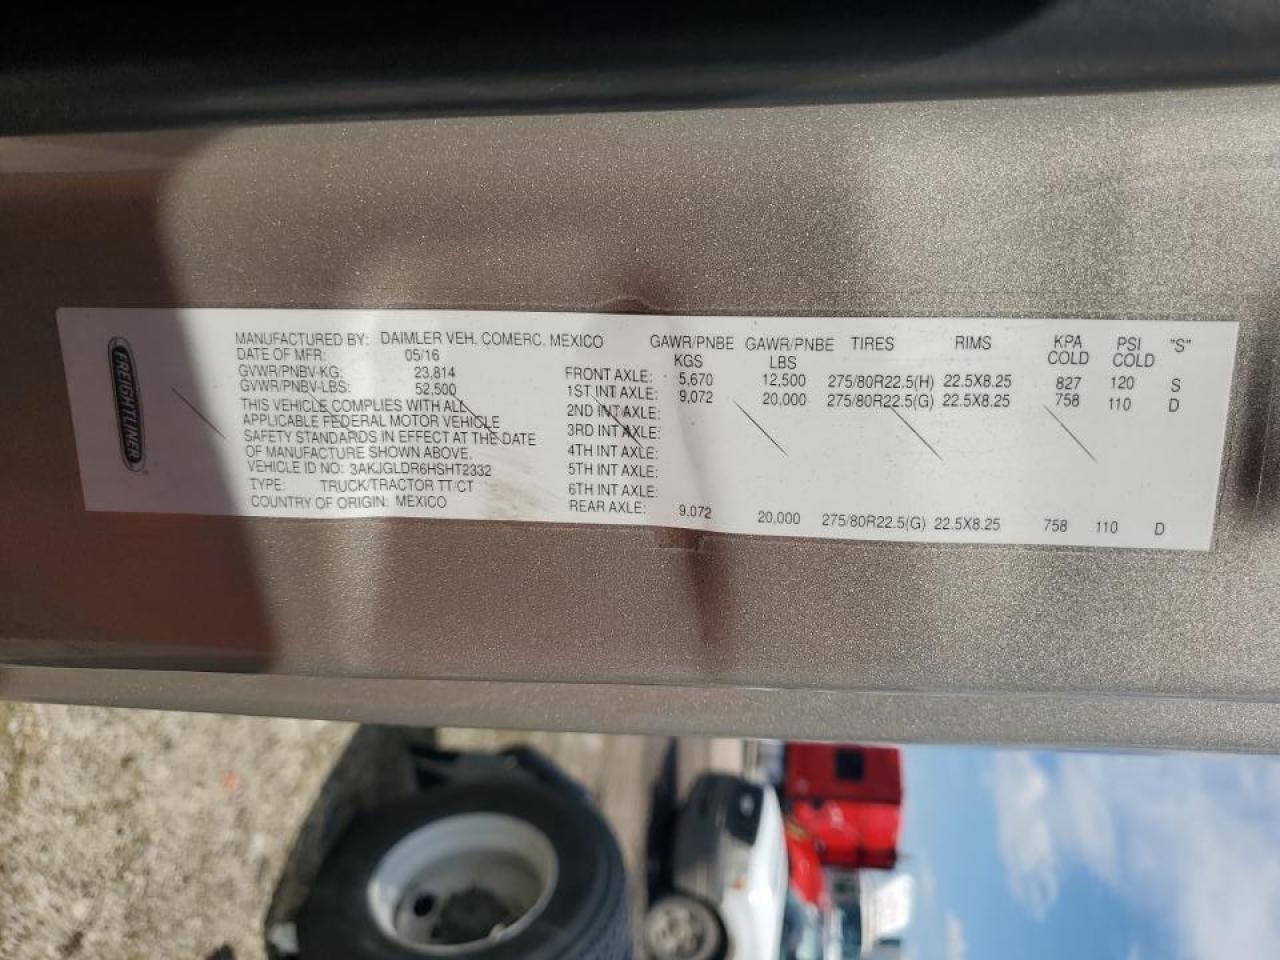 FREIGHTLINER
MANUFACTURED BY: DAIMLER VEH. COMERC. MEXICO
DATE OF MFR: 05/16
GVWR/PNBV-KG: 23,814
GVWR/PNBV-LBS: 52,500
THIS VEHICLE COMPLIES WITH ALL
APPLICABLE FEDERAL MOTOR VEHICLE
SAFETY STANDARDS IN EFFECT AT THE DATE
OF MANUFACTURE SHOWN ABOVE.
VEHICLE ID NO: 3AKJGLDR6HSHT2332
TYPE: TRUCK/TRACTOR TT/CT
COUNTRY OF ORIGIN: MEXICO
GAWR/PNBE KGS GAWR/PNBE LBS TIRES RIMS KPA COLD PSI COLD "S"
FRONT AXLE: 5,670 12,500 275/80R22.5(H) 22.5X8.25 827 120 S
1ST INT AXLE: 9,072 20,000 275/80R22.5(G) 22.5X8.25 758 110 D
2ND INT AXLE:
3RD INT AXLE:
4TH INT AXLE:
5TH INT AXLE:
6TH INT AXLE:
REAR AXLE: 9,072 20,000 275/80R22.5(G) 22.5X8.25 758 110 D